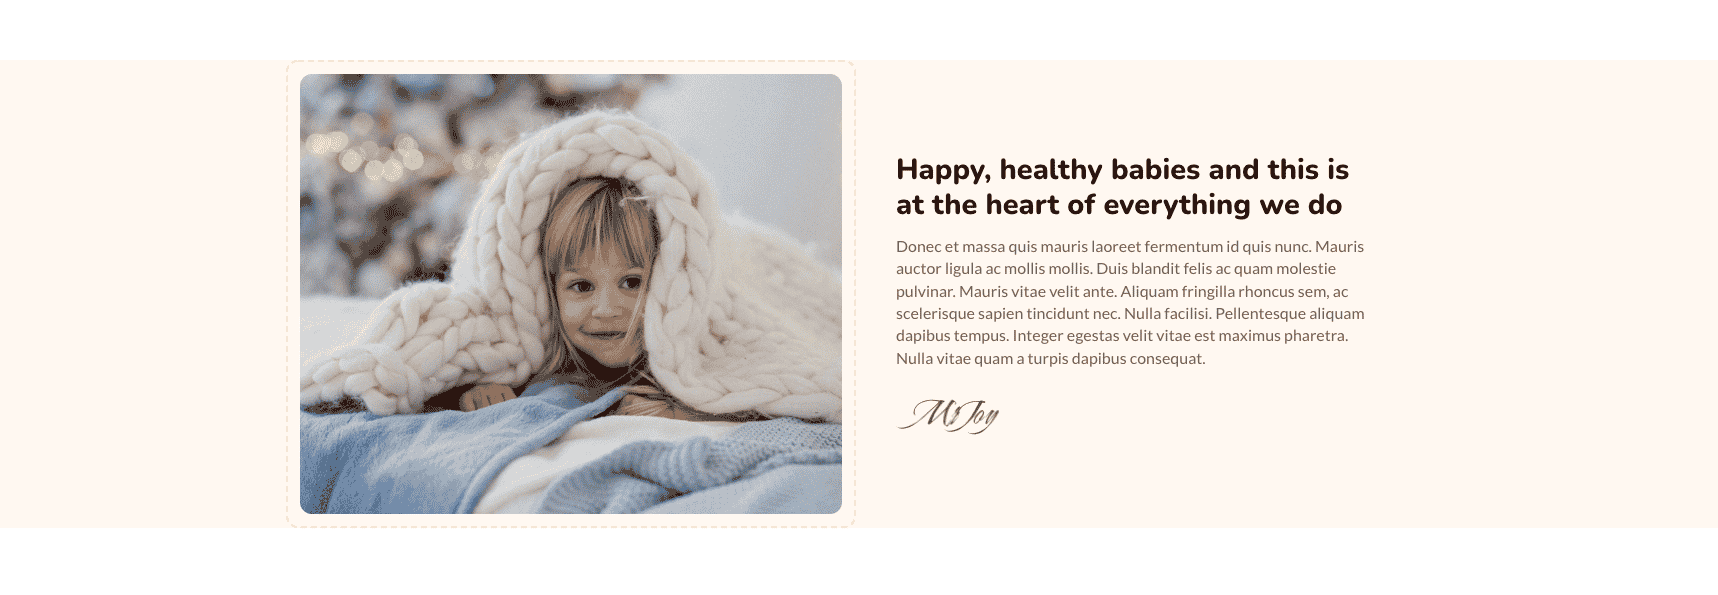 Happy, healthy babies and this is
at the heart of everything we do
Donec et massa quis mauris laoreet fermentum id quis nunc. Mauris
auctor ligula ac mollis mollis. Duis blandit felis ac quam molestie
pulvinar. Mauris vitae velit ante. Aliquam fringilla rhoncus sem, ac
scelerisque sapien tincidunt nec. Nulla facilisi. Pellentesque aliquam
dapibus tempus. Integer egestas velit vitae est maximus pharetra.
Nulla vitae quam a turpis dapibus consequat.
MrJoy